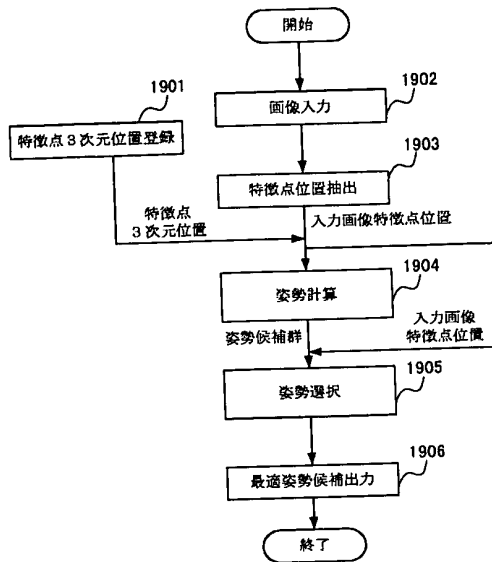 開始
1901
特徴点3次元位置登録
1902
画像入力
1903
特徴点位置抽出
特徴点
3次元位置
入力画像特徴点位置
1904
姿勢計算
姿勢候補群
入力画像
特徴点位置
1905
姿勢選択
1906
最適姿勢候補出力
終了